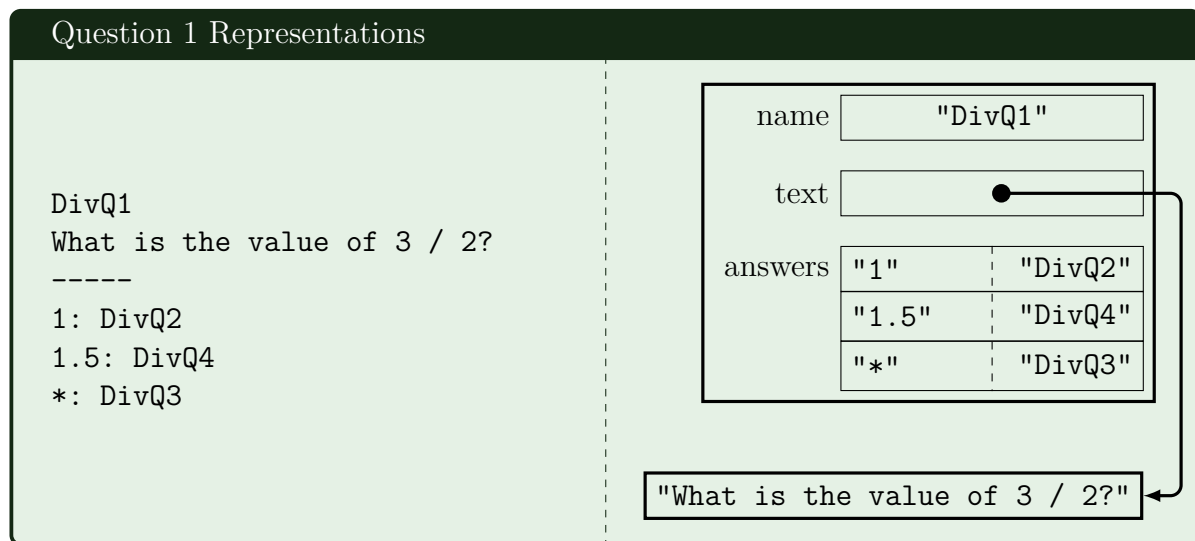 Question 1 Representations
DivQ1
What is the value of 3 / 2?
-----
1: DivQ2
1.5: DivQ4
*: DivQ3
name "DivQ1"
text
answers "1" "DivQ2"
"1.5" "DivQ4"
"*" "DivQ3"
"What is the value of 3 / 2?"